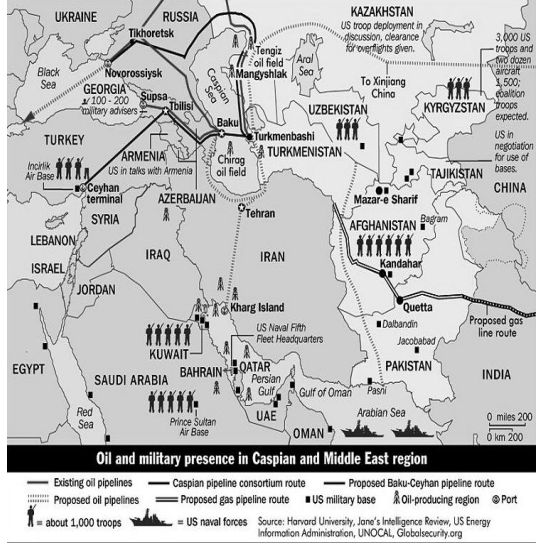 UKRAINE
RUSSIA
KAZAKHSTAN
US troop deployment in
discussion, clearance
for overflights given.
3,000 US
troops and
two dozen
aircraft
1,500;
coalition
troops
expected.
Tikhoretsk
Tengiz
oil field
Mangyshlak
Aral
Sea
Black
Sea
Novorossiysk
Caspian
Sea
To Xinjiang
China
GEORGIA
100 - 200
military advisers
Supsa
Tbilisi
UZBEKISTAN
KYRGYZSTAN
Baku
Turkmenbashi
US in
negotiation
for use of
bases.
TURKEY
ARMENIA
US in talks with Armenia
Chirag
oil field
TURKMENISTAN
TAJIKISTAN
Incirlik
Air Base
Ceyhan
terminal
AZERBAIJAN
CHINA
Mazar-e Sharif
SYRIA
Tehran
AFGHANISTAN
Bagram
LEBANON
IRAQ
IRAN
Kandahar
ISRAEL
JORDAN
Quetta
Kharg Island
Proposed gas
line route
US Naval Fifth
Fleet Headquarters
Dalbandin
KUWAIT
Jacobabad
EGYPT
BAHRAIN
QATAR
PAKISTAN
INDIA
SAUDI ARABIA
Persian
Gulf
Gulf of Oman
Pasni
Red
Sea
Prince Sultan
Air Base
UAE
Arabian Sea
OMAN
0 miles 200
0 km 200
Oil and military presence in Caspian and Middle East region
Existing oil pipelines
Caspian pipeline consortium route
Proposed Baku-Ceyhan pipeline route
Proposed oil pipelines
Proposed gas pipeline route
US military base
Oil-producing region
Port
= about 1,000 troops
= US naval forces
Source: Harvard University, Jane's Intelligence Review, US Energy
Information Administration, UNOCAL, Globalsecurity.org